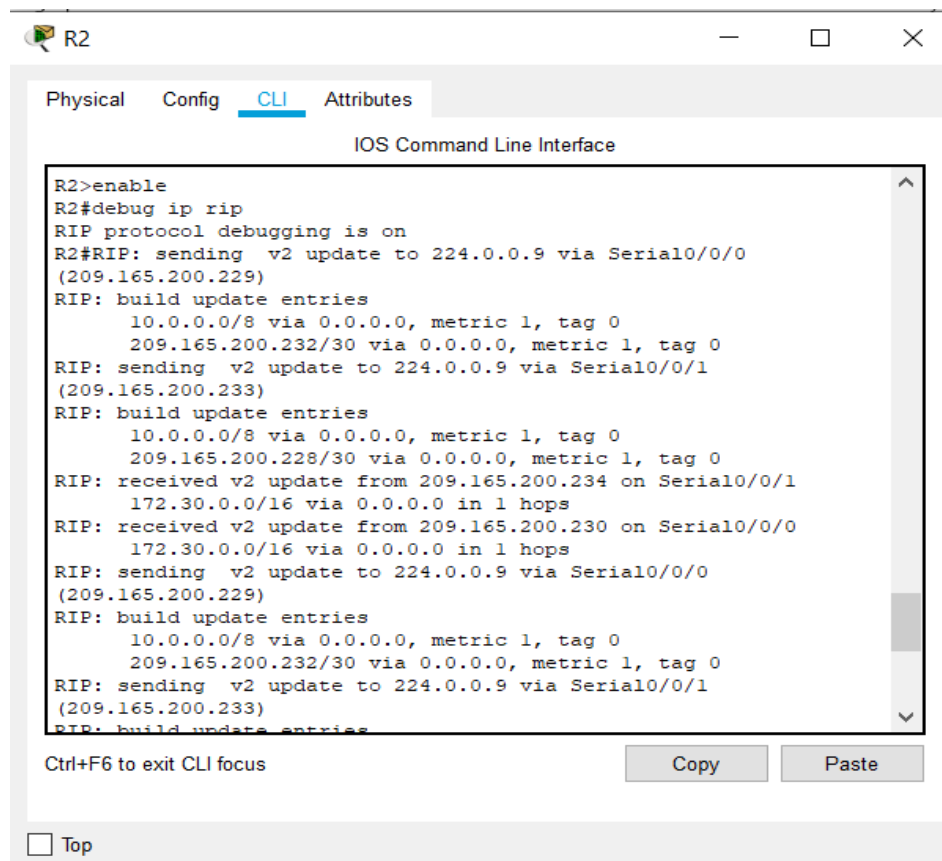 R2
Physical Config CLI Attributes
IOS Command Line Interface
R2>enable
R2#debug ip rip
RIP protocol debugging is on
R2#RIP: sending  v2 update to 224.0.0.9 via Serial0/0/0
(209.165.200.229)
RIP: build update entries
      10.0.0.0/8 via 0.0.0.0, metric 1, tag 0
      209.165.200.232/30 via 0.0.0.0, metric 1, tag 0
RIP: sending  v2 update to 224.0.0.9 via Serial0/0/1
(209.165.200.233)
RIP: build update entries
      10.0.0.0/8 via 0.0.0.0, metric 1, tag 0
      209.165.200.228/30 via 0.0.0.0, metric 1, tag 0
RIP: received v2 update from 209.165.200.234 on Serial0/0/1
      172.30.0.0/16 via 0.0.0.0 in 1 hops
RIP: received v2 update from 209.165.200.230 on Serial0/0/0
      172.30.0.0/16 via 0.0.0.0 in 1 hops
RIP: sending  v2 update to 224.0.0.9 via Serial0/0/0
(209.165.200.229)
RIP: build update entries
      10.0.0.0/8 via 0.0.0.0, metric 1, tag 0
      209.165.200.232/30 via 0.0.0.0, metric 1, tag 0
RIP: sending  v2 update to 224.0.0.9 via Serial0/0/1
(209.165.200.233)
RIP: build update entries
Ctrl+F6 to exit CLI focus
Copy Paste
Top